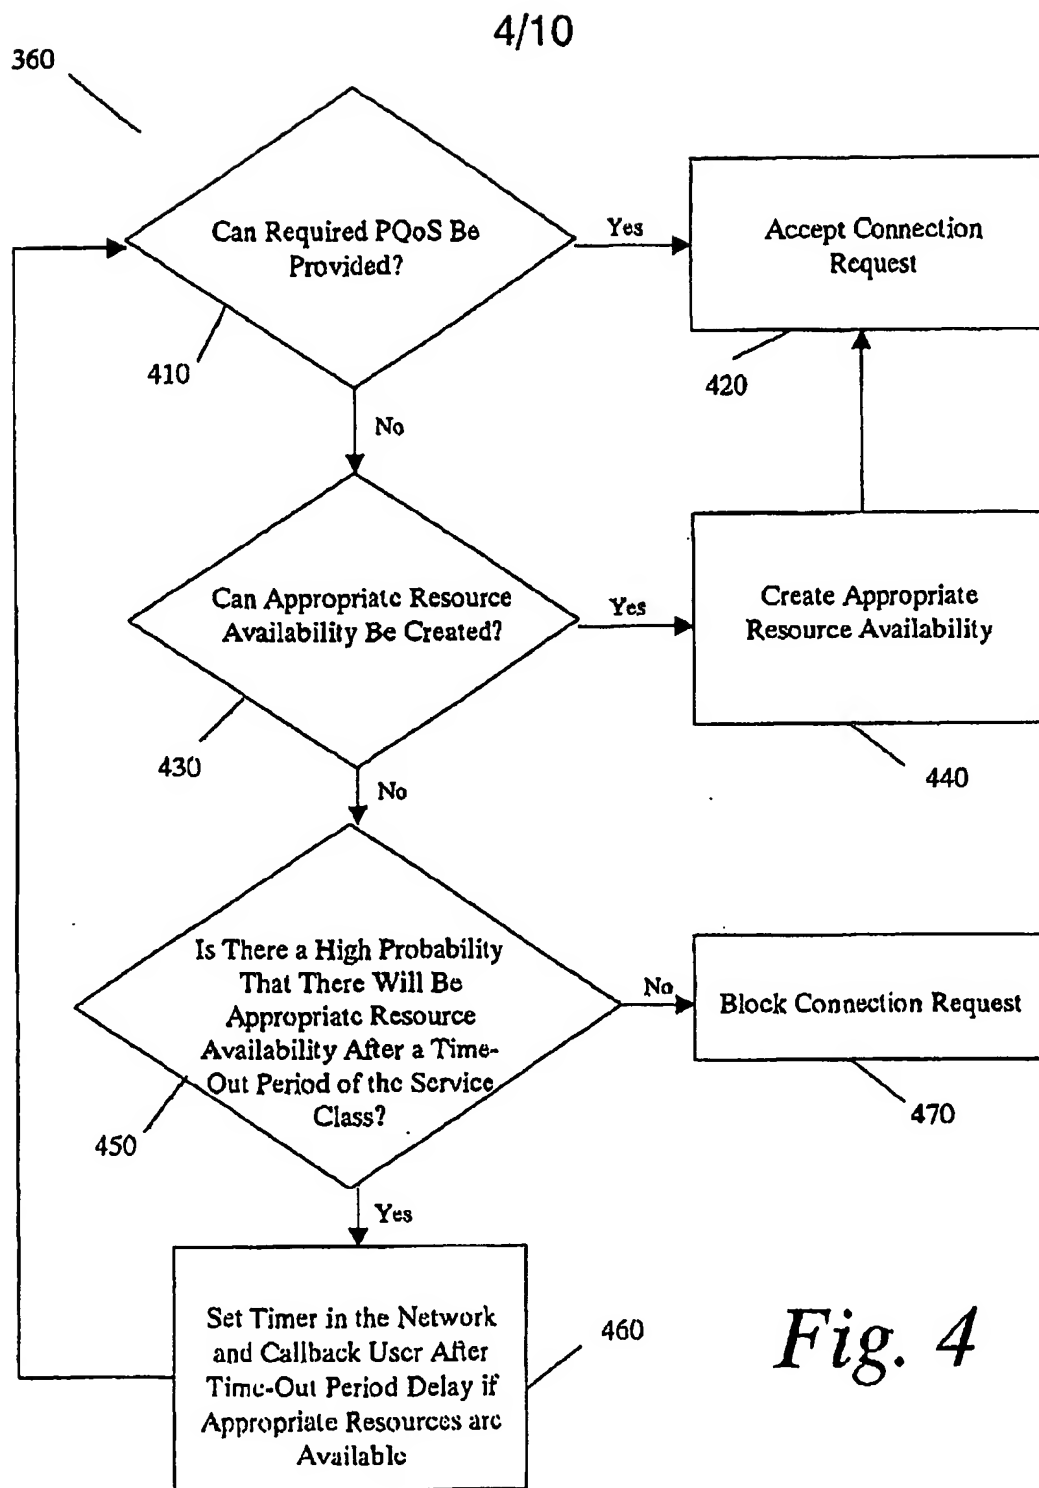 4/10
360
Can Required PQoS Be
Provided?
Yes
Accept Connection
Request
410
420
No
Can Appropriate Resource
Availability Be Created?
Yes
Create Appropriate
Resource Availability
430
440
No
Is There a High Probability
That There Will Be
Appropriate Resource
Availability After a Time-
Out Period of the Service
Class?
No
Block Connection Request
450
470
Yes
Set Timer in the Network
and Callback User After
Time-Out Period Delay if
Appropriate Resources are
Available
460
Fig. 4